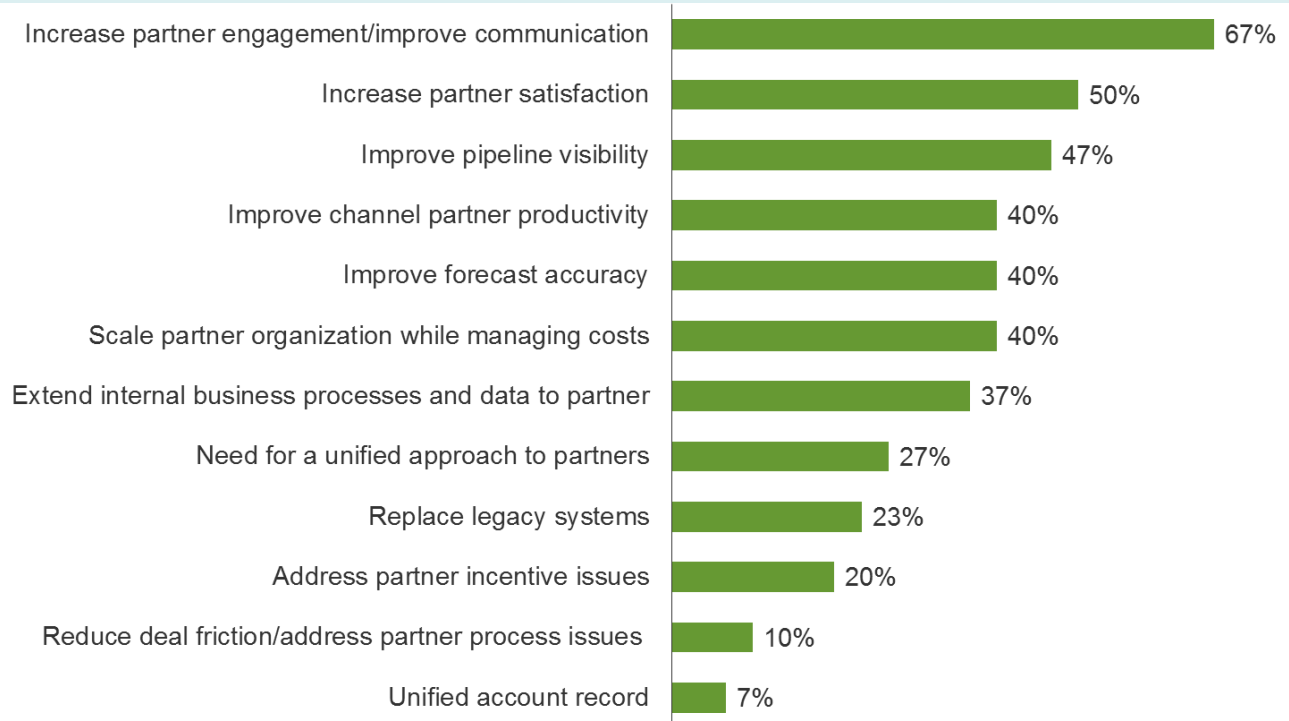 Increase partner engagement/improve communication 67%
Increase partner satisfaction 50%
Improve pipeline visibility 47%
Improve channel partner productivity 40%
Improve forecast accuracy 40%
Scale partner organization while managing costs 40%
Extend internal business processes and data to partner 37%
Need for a unified approach to partners 27%
Replace legacy systems 23%
Address partner incentive issues 20%
Reduce deal friction/address partner process issues 10%
Unified account record 7%